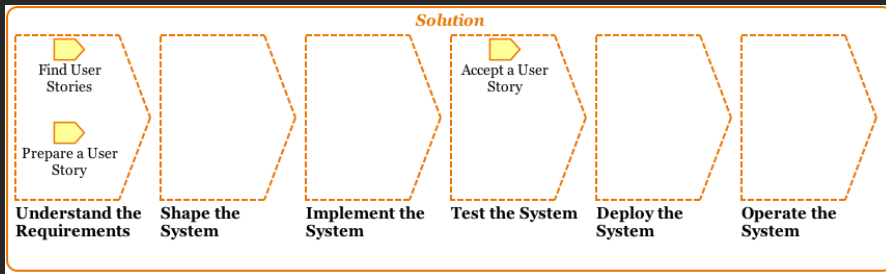 Solution
Find User
Stories
Prepare a User
Story
Accept a User
Story
Understand the
Requirements
Shape the
System
Implement the
System
Test the System
Deploy the
System
Operate the
System